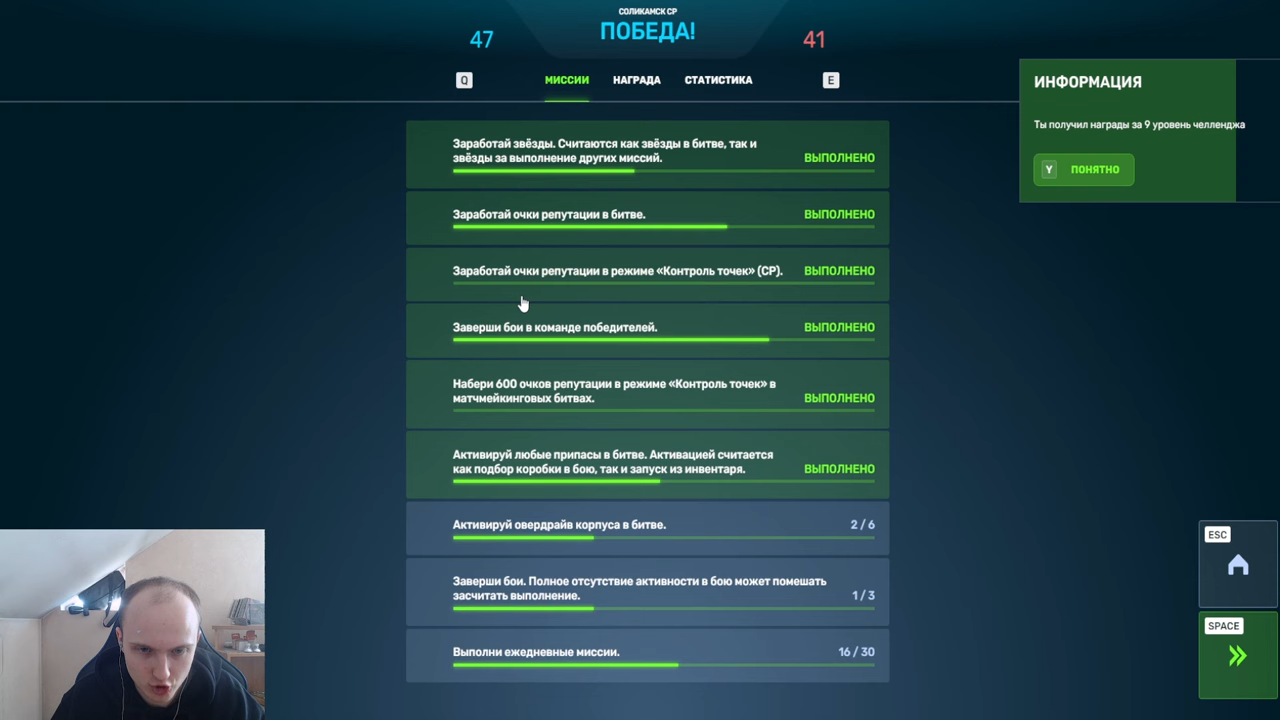 СОЛИКАМСК CP
ПОБЕДА!
47
41
Q
МИССИИ
НАГРАДА
СТАТИСТИКА
E
ИНФОРМАЦИЯ
Ты получил награды за 9 уровень челленджа
Y
ПОНЯТНО
Заработай звёзды. Считаются как звёзды в битве, так и
звёзды за выполнение других миссий.
ВЫПОЛНЕНО
Заработай очки репутации в битве.
ВЫПОЛНЕНО
Заработай очки репутации в режиме «Контроль точек» (CP).
ВЫПОЛНЕНО
Заверши бои в команде победителей.
ВЫПОЛНЕНО
Набери 600 очков репутации в режиме «Контроль точек» в
матчмейкинговых битвах.
ВЫПОЛНЕНО
Активируй любые припасы в битве. Активацией считается
как подбор коробки в бою, так и запуск из инвентаря.
ВЫПОЛНЕНО
Активируй овердрайв корпуса в битве.
2 / 6
Заверши бои. Полное отсутствие активности в бою может помешать
засчитать выполнение.
1 / 3
Выполни ежедневные миссии.
16 / 30
ESC
SPACE